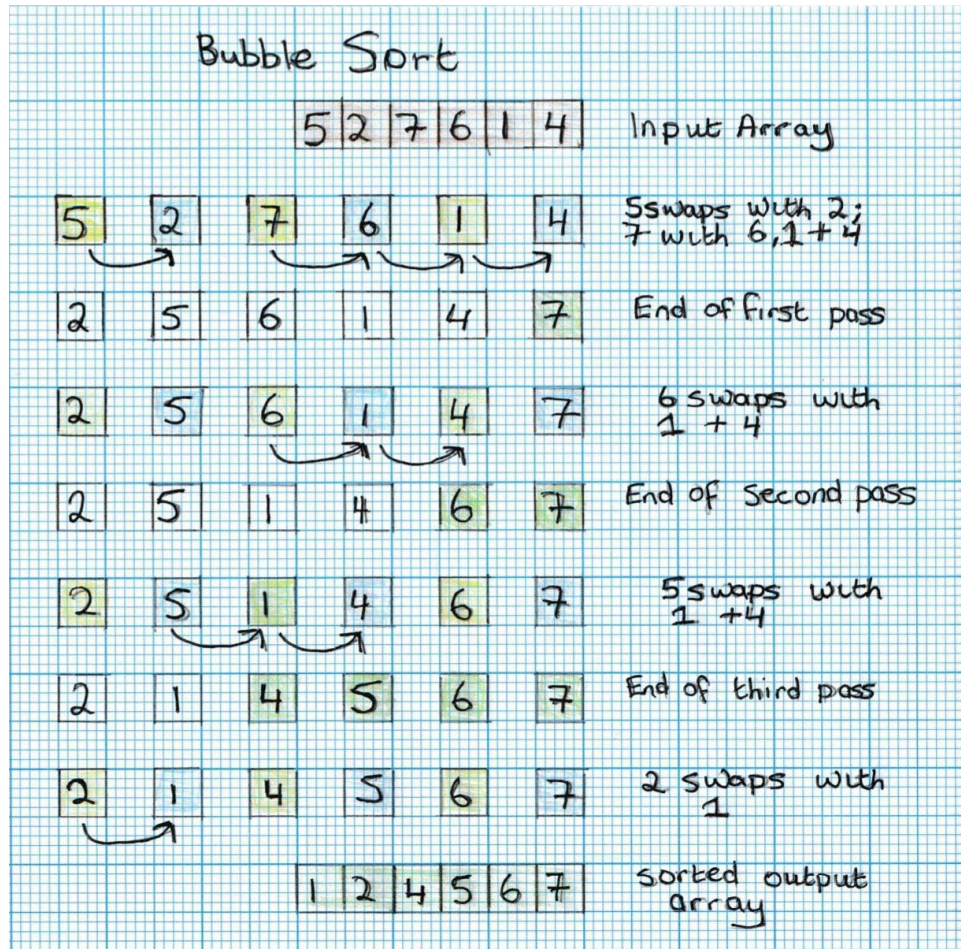 Bubble Sort
5 2 7 6 1 4 Input Array
5 2 7 6 1 4 5 swaps with 2;
7 with 6, 1 + 4
2 5 6 1 4 7 End of first pass
2 5 6 1 4 7 6 swaps with
1 + 4
2 5 1 4 6 7 End of second pass
2 5 1 4 6 7 5 swaps with
1 + 4
2 1 4 5 6 7 End of third pass
2 1 4 5 6 7 2 swaps with
1
1 2 4 5 6 7 sorted output
array